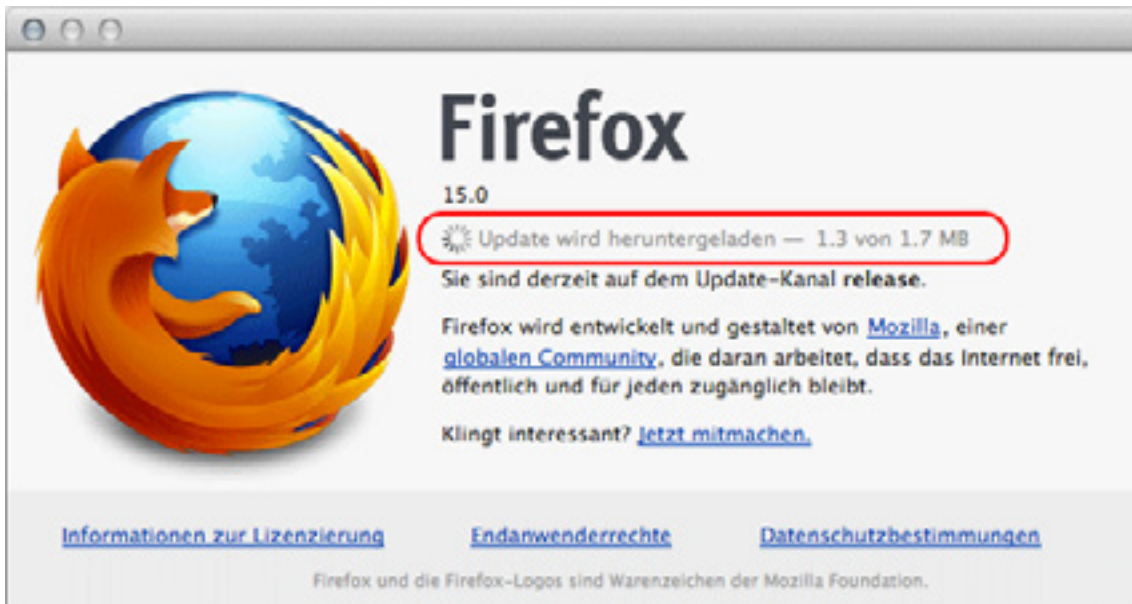 Firefox
15.0
Update wird heruntergeladen — 1.3 von 1.7 MB
Sie sind derzeit auf dem Update-Kanal release.
Firefox wird entwickelt und gestaltet von Mozilla, einer
globalen Community, die daran arbeitet, dass das Internet frei,
öffentlich und für jeden zugänglich bleibt.
Klingt interessant? Jetzt mitmachen.
Informationen zur Lizenzierung Endanwenderrechte Datenschutzbestimmungen
Firefox und die Firefox-Logos sind Warenzeichen der Mozilla Foundation.